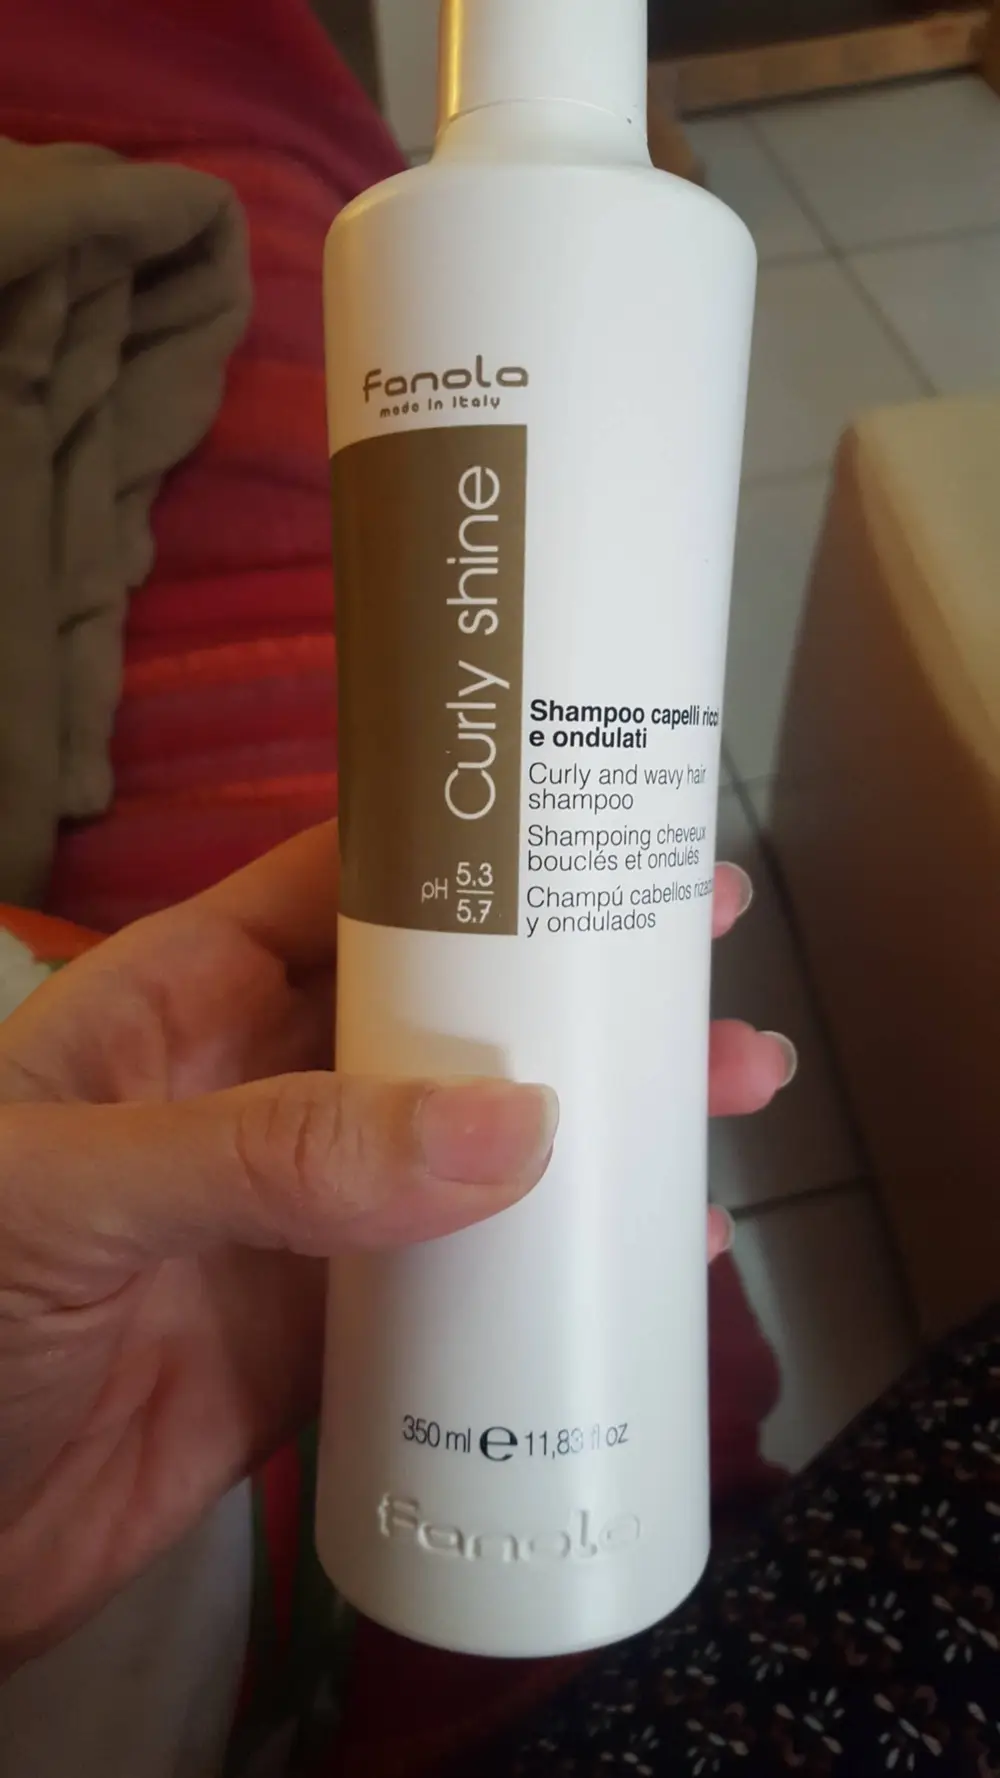 fanola
made in Italy
Curly shine
pH 5.3
5.7
Shampoo capelli ricci
e ondulati
Curly and wavy hair
shampoo
Shampoing cheveux
bouclés et ondulés
Champú cabellos
y ondulados
350 ml e 11,83 fl oz
fanola